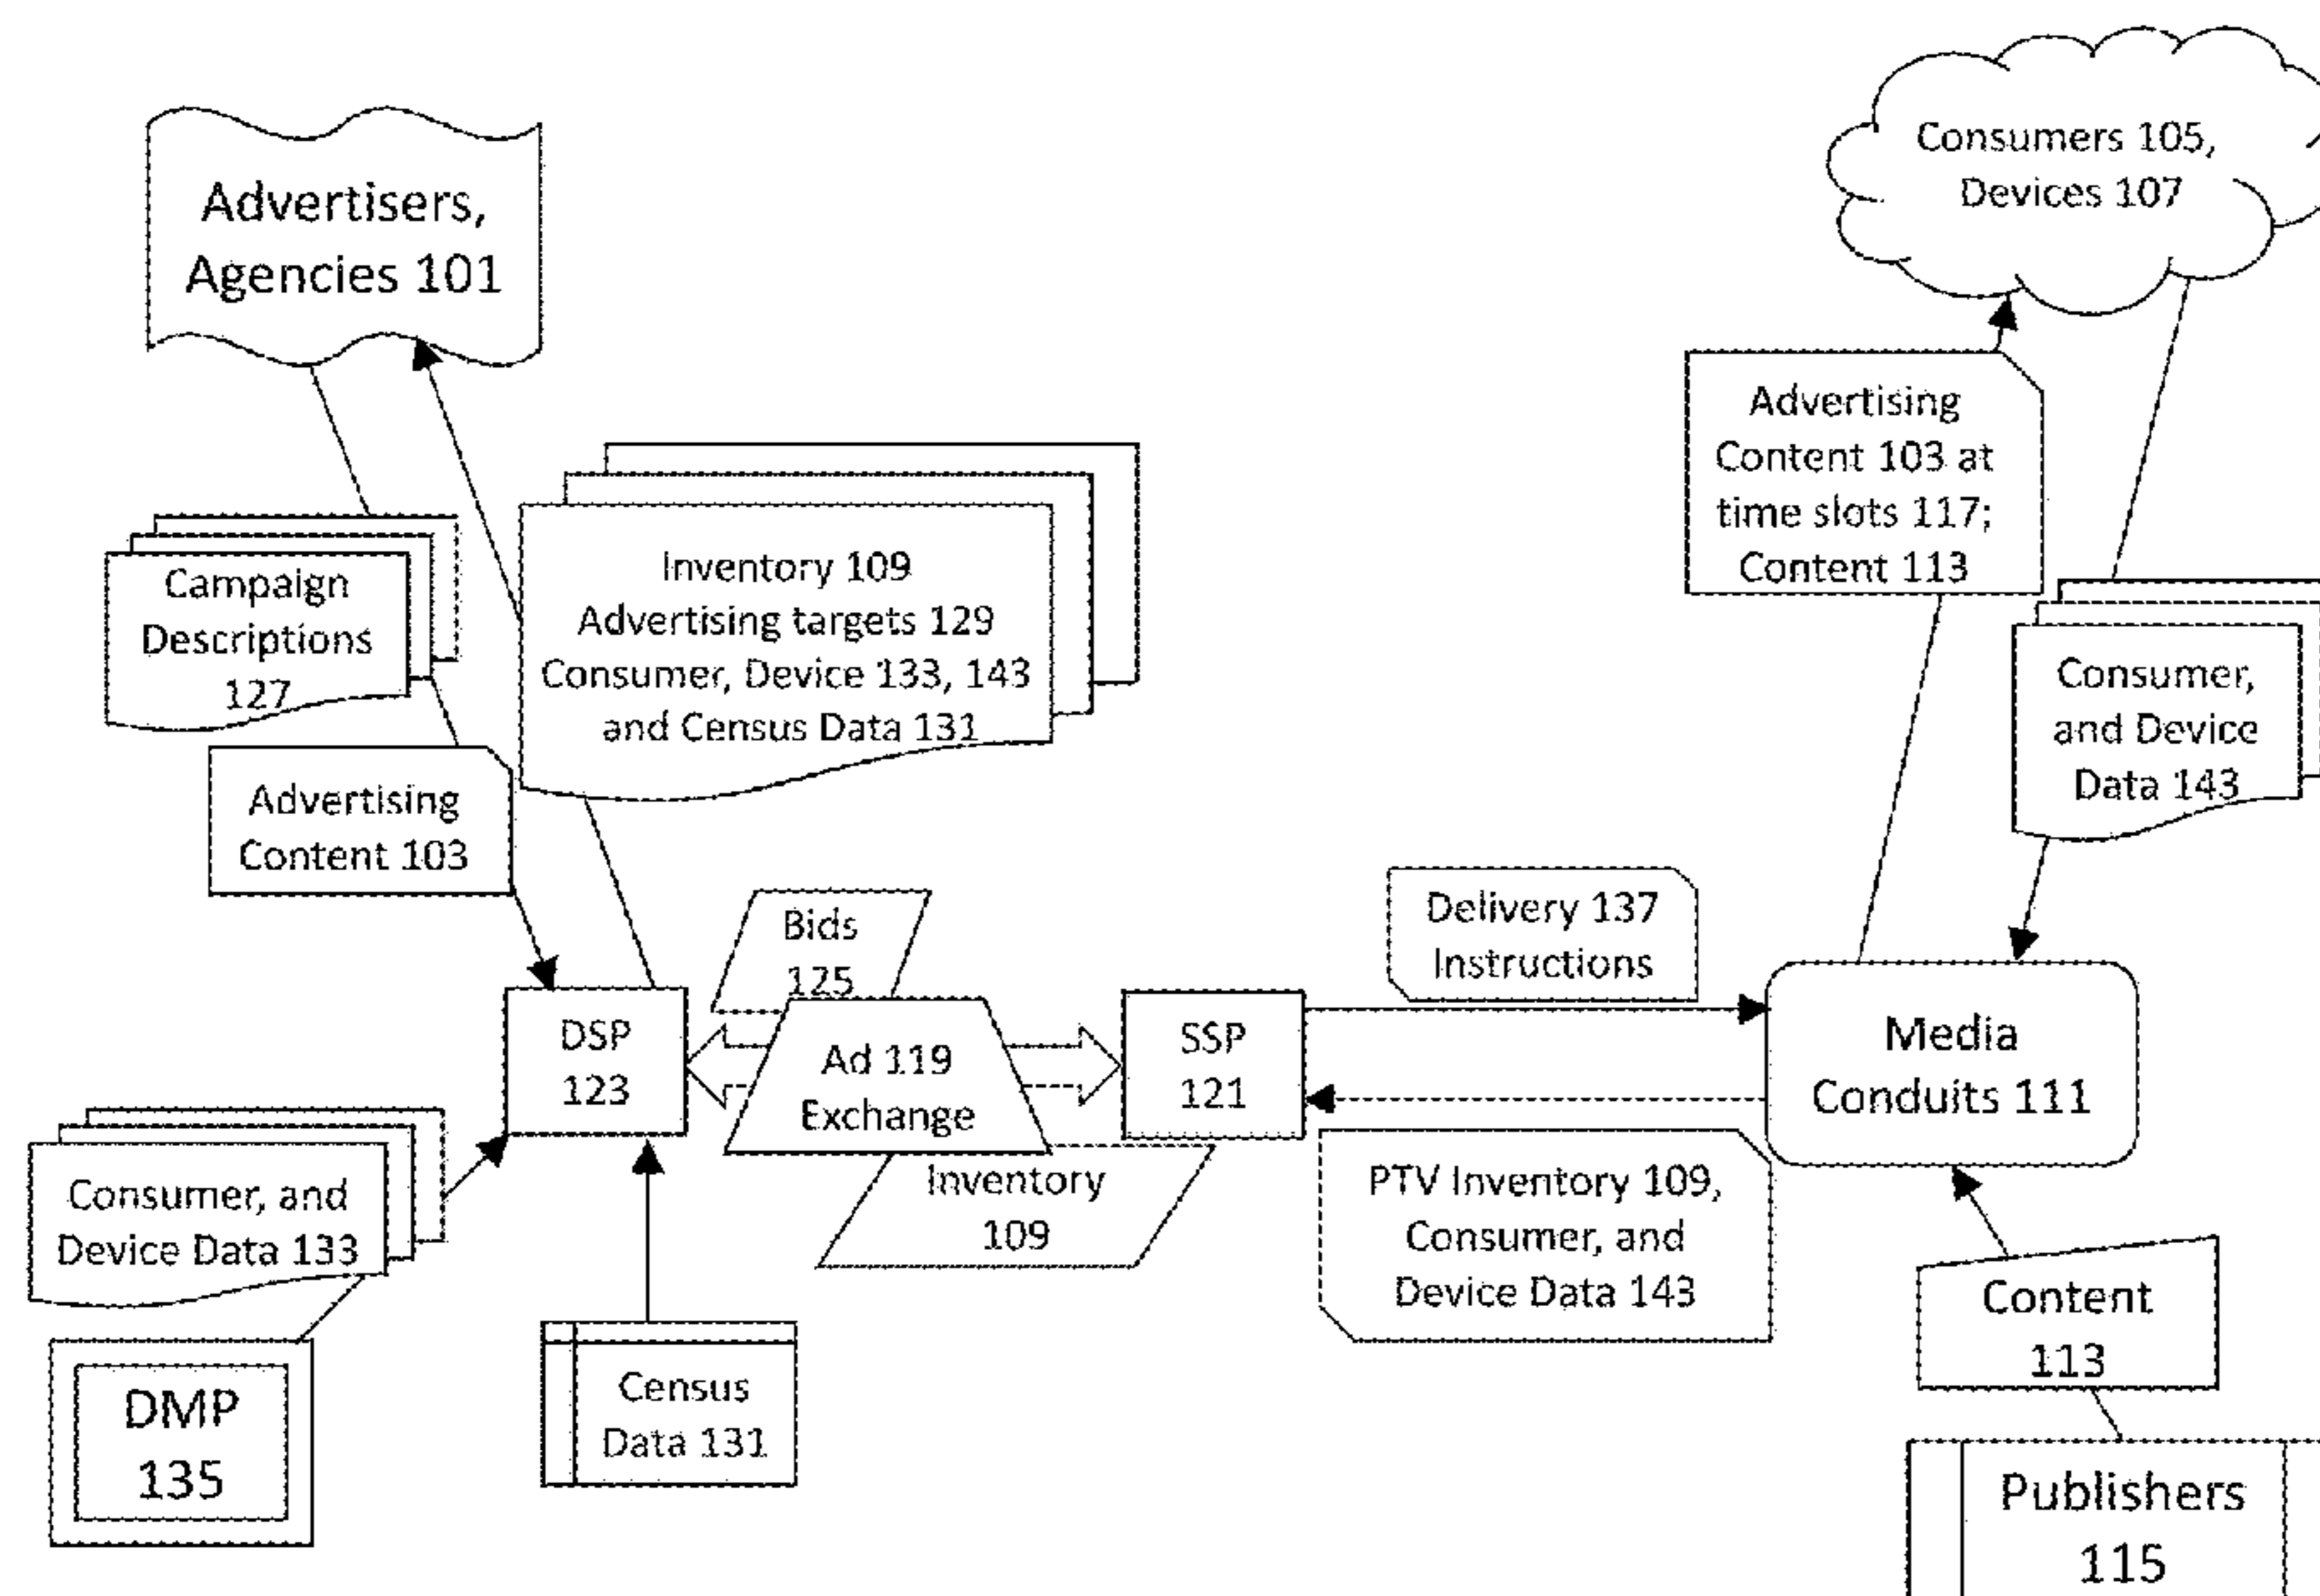 Consumers 105,
Devices 107
Advertisers,
Agencies 101
Advertising
Content 103 at
time slots 117;
Content 113
Campaign
Descriptions
127
Inventory 109
Advertising targets 129
Consumer, Device 133, 143
and Census Data 131
Consumer,
and Device
Data 143
Advertising
Content 103
Bids
125
Delivery 137
Instructions
DSP
123
Ad 119
Exchange
SSP
121
Media
Conduits 111
Consumer, and
Device Data 133
Inventory
109
PTV Inventory 109,
Consumer, and
Device Data 143
Content
113
DMP
135
Census
Data 131
Publishers
115